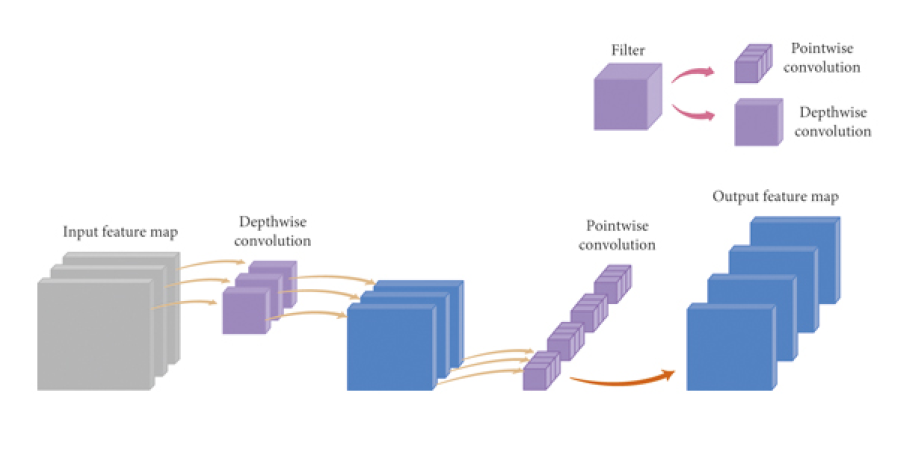 Filter
Pointwise
convolution
Depthwise
convolution
Input feature map
Depthwise
convolution
Pointwise
convolution
Output feature map